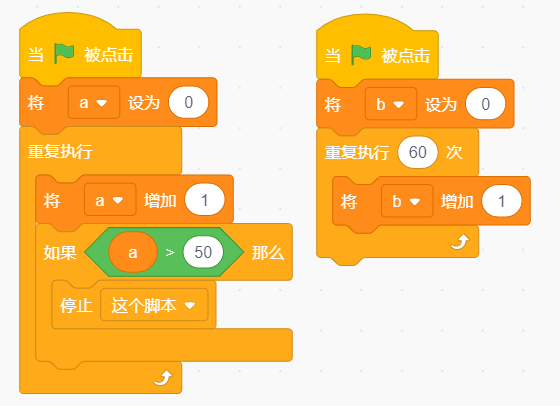 当 被点击
将 a 设为 0
重复执行
将 a 增加 1
如果 a > 50 那么
停止 这个脚本
当 被点击
将 b 设为 0
重复执行 60 次
将 b 增加 1